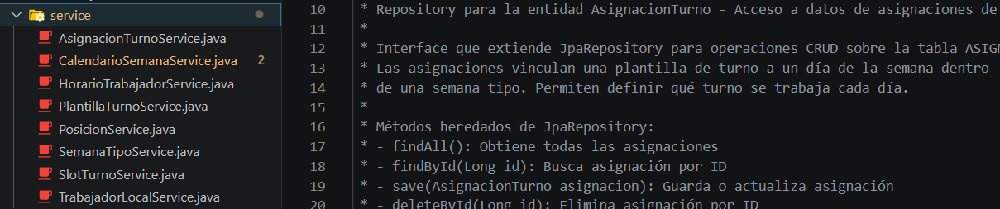 service
AsignacionTurnoService.java
CalendarioSemanaService.java 2
HorarioTrabajadorService.java
PlantillaTurnoService.java
PosicionService.java
SemanaTipoService.java
SlotTurnoService.java
TrabajadorLocalService.java
10 * Repository para la entidad AsignacionTurno - Acceso a datos de asignaciones de
11 *
12 * Interface que extiende JpaRepository para operaciones CRUD sobre la tabla ASIGN
13 * Las asignaciones vinculan una plantilla de turno a un día de la semana dentro
14 * de una semana tipo. Permiten definir qué turno se trabaja cada día.
15 *
16 * Métodos heredados de JpaRepository:
17 * - findAll(): Obtiene todas las asignaciones
18 * - findById(Long id): Busca asignación por ID
19 * - save(AsignacionTurno asignacion): Guarda o actualiza asignación
20 * - deleteById(Long id): Elimina asignación por ID